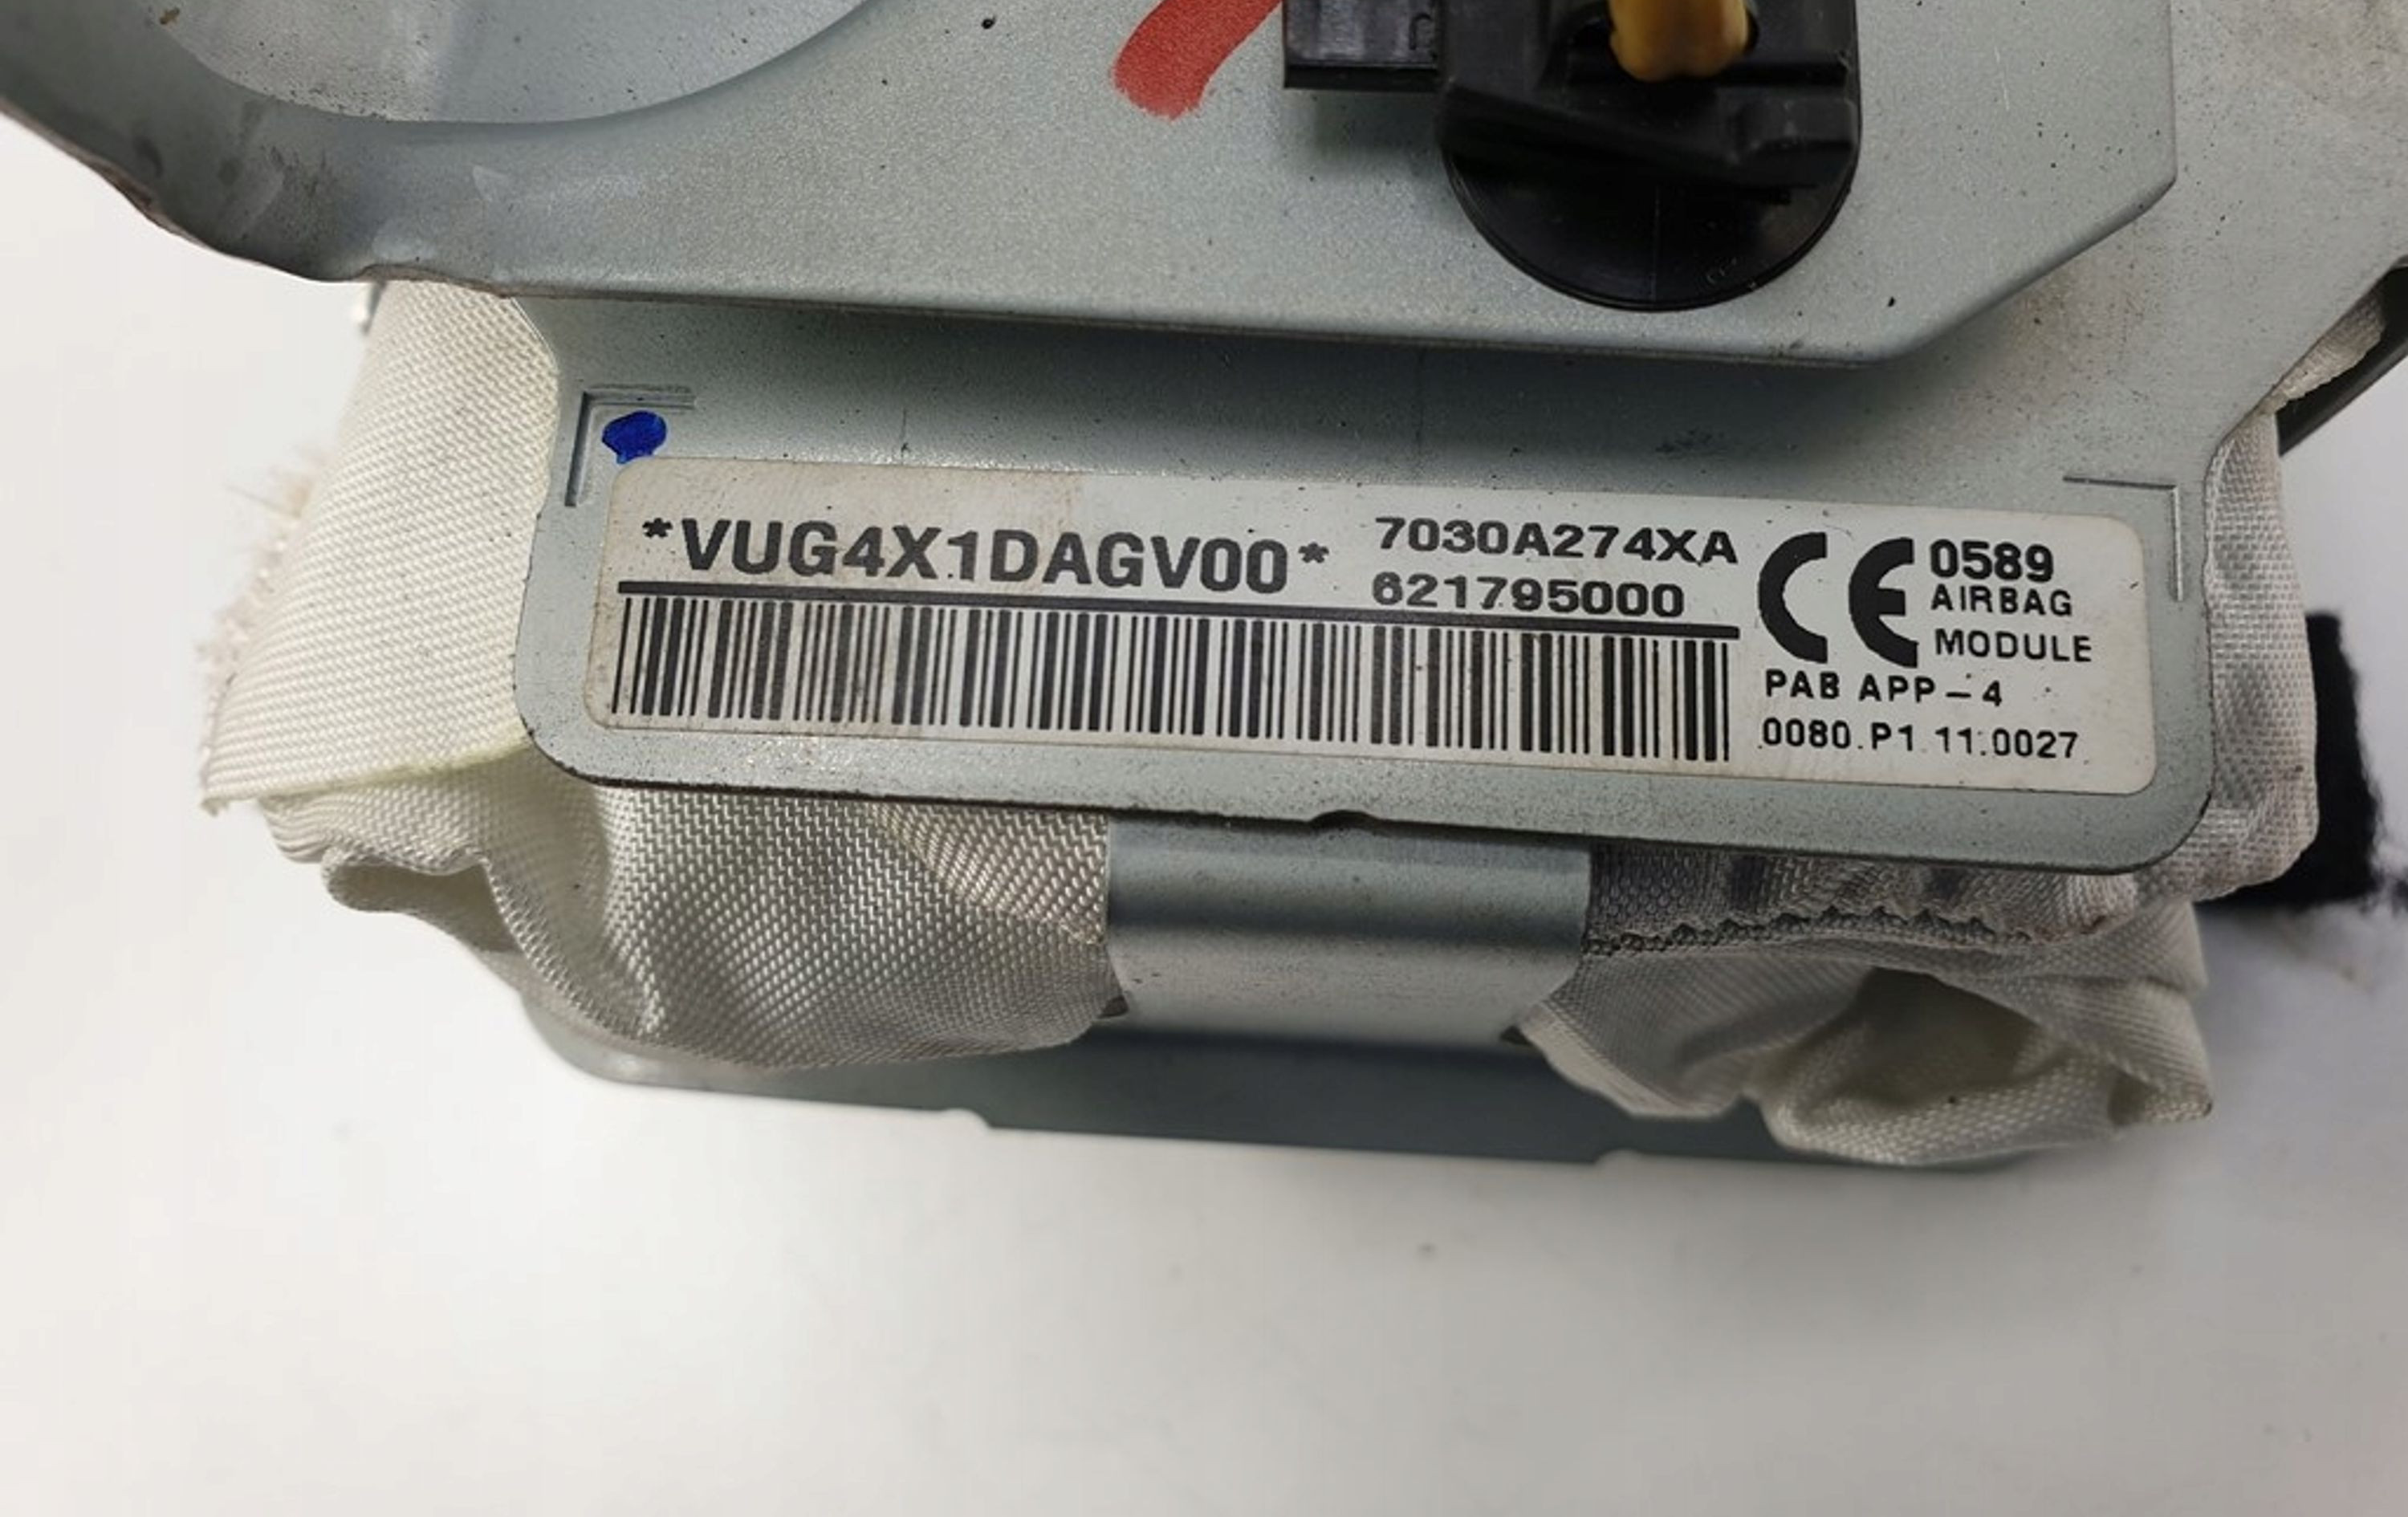 *VUG4X1DAGV00*
7030A274XA
621795000
CE 0589
AIRBAG
MODULE
PAB APP-4
0080.P1.11.0027